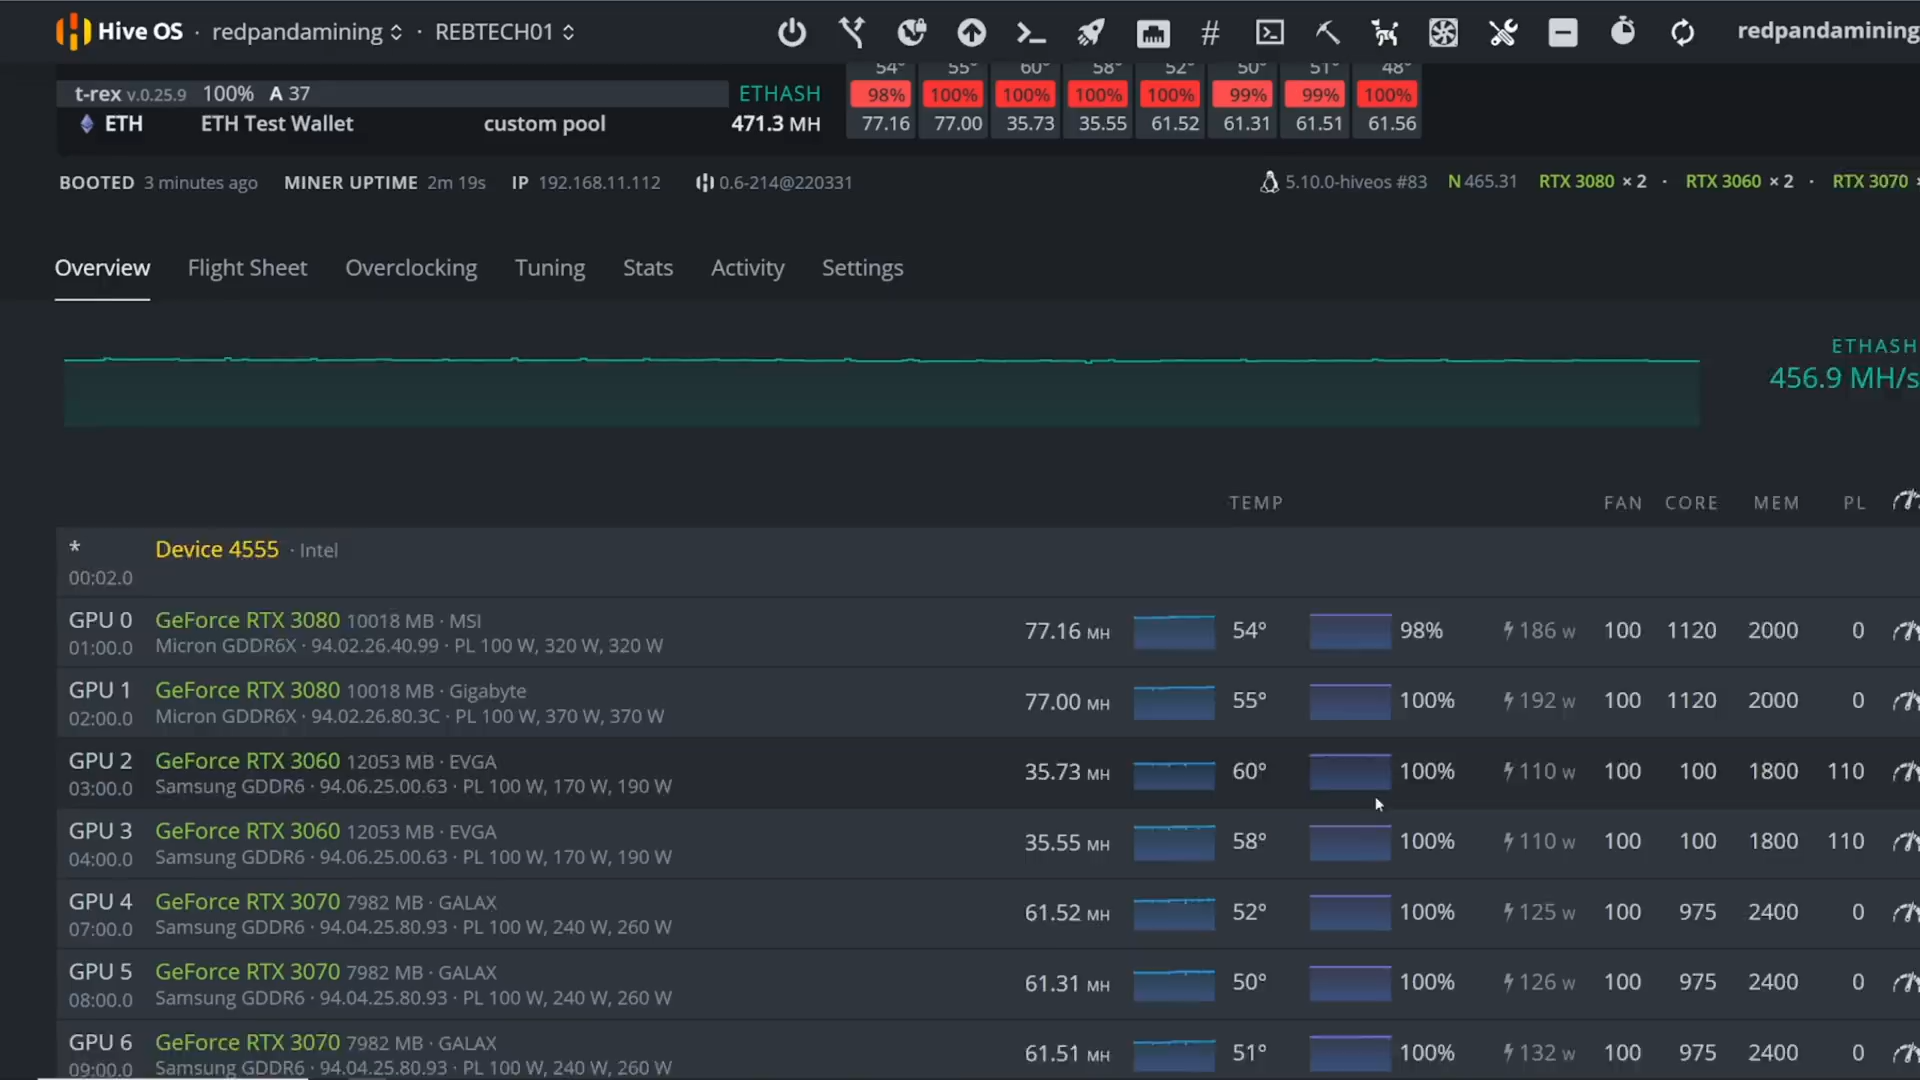 Hive OS · redpandamining · REBTECH01 redpandamining
54° 55° 60° 58° 52° 50° 51° 48°
t-rex v.0.25.9 100% A 37 ETHASH 98% 100% 100% 100% 100% 99% 99% 100%
ETH ETH Test Wallet custom pool 471.3 MH 77.16 77.00 35.73 35.55 61.52 61.31 61.51 61.56
BOOTED 3 minutes ago MINER UPTIME 2m 19s IP 192.168.11.112 0.6-214@220331 5.10.0-hiveos #83 N 465.31 RTX 3080 × 2 · RTX 3060 × 2 · RTX 3070 ×
Overview Flight Sheet Overclocking Tuning Stats Activity Settings
ETHASH
456.9 MH/s
TEMP FAN CORE MEM PL
* Device 4555 · Intel
00:02.0
GPU 0 GeForce RTX 3080 10018 MB · MSI 77.16 MH 54° 98% 186 W 100 1120 2000 0
01:00.0 Micron GDDR6X · 94.02.26.40.99 · PL 100 W, 320 W, 320 W
GPU 1 GeForce RTX 3080 10018 MB · Gigabyte 77.00 MH 55° 100% 192 W 100 1120 2000 0
02:00.0 Micron GDDR6X · 94.02.26.80.3C · PL 100 W, 370 W, 370 W
GPU 2 GeForce RTX 3060 12053 MB · EVGA 35.73 MH 60° 100% 110 W 100 100 1800 110
03:00.0 Samsung GDDR6 · 94.06.25.00.63 · PL 100 W, 170 W, 190 W
GPU 3 GeForce RTX 3060 12053 MB · EVGA 35.55 MH 58° 100% 110 W 100 100 1800 110
04:00.0 Samsung GDDR6 · 94.06.25.00.63 · PL 100 W, 170 W, 190 W
GPU 4 GeForce RTX 3070 7982 MB · GALAX 61.52 MH 52° 100% 125 W 100 975 2400 0
07:00.0 Samsung GDDR6 · 94.04.25.80.93 · PL 100 W, 240 W, 260 W
GPU 5 GeForce RTX 3070 7982 MB · GALAX 61.31 MH 50° 100% 126 W 100 975 2400 0
08:00.0 Samsung GDDR6 · 94.04.25.80.93 · PL 100 W, 240 W, 260 W
GPU 6 GeForce RTX 3070 7982 MB · GALAX 61.51 MH 51° 100% 132 W 100 975 2400 0
09:00.0 Samsung GDDR6 · 94.04.25.80.93 · PL 100 W, 240 W, 260 W